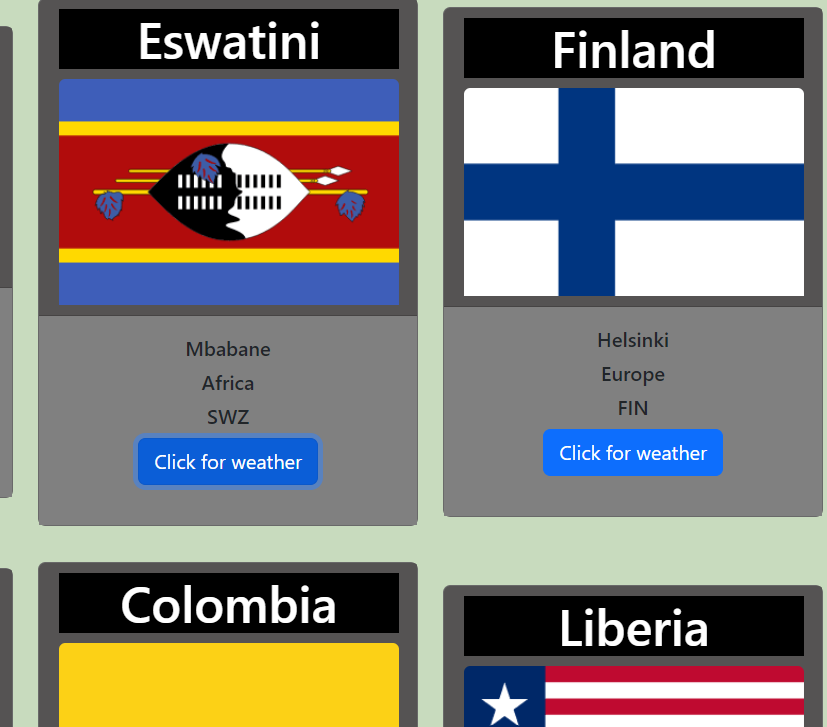 Eswatini
Mbabane
Africa
SWZ
Click for weather
Finland
Helsinki
Europe
FIN
Click for weather
Colombia
Liberia